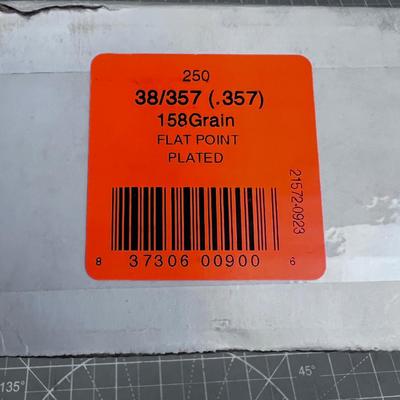 250
38/357 (.357)
158Grain
FLAT POINT
PLATED
21572-0923
8 37306 00900 6
135°
45°